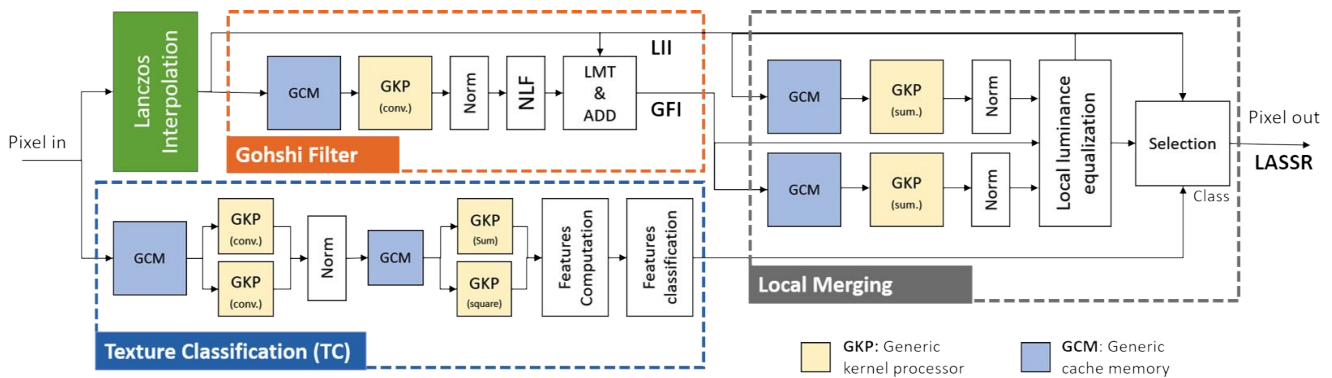 Pixel in
Lanczos
Interpolation
GCM
GKP
(conv.)
Norm
NLF
LMT
&
ADD
LII
GFI
Gohshi Filter
GCM
GKP
(conv.)
GKP
(conv.)
Norm
GCM
GKP
(Sum)
GKP
(square)
Features
Computation
Features
classification
Texture Classification (TC)
GCM
GKP
(sum.)
Norm
GCM
GKP
(sum.)
Norm
Local luminance
equalization
Selection
Class
Pixel out
LASSR
Local Merging
GKP: Generic
kernel processor
GCM: Generic
cache memory